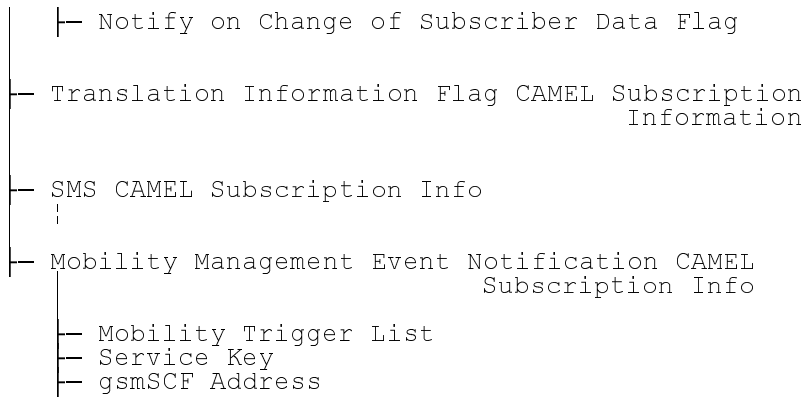 Notify on Change of Subscriber Data Flag
Translation Information Flag CAMEL Subscription
Information
SMS CAMEL Subscription Info
Mobility Management Event Notification CAMEL
Subscription Info
Mobility Trigger List
Service Key
gsmSCF Address